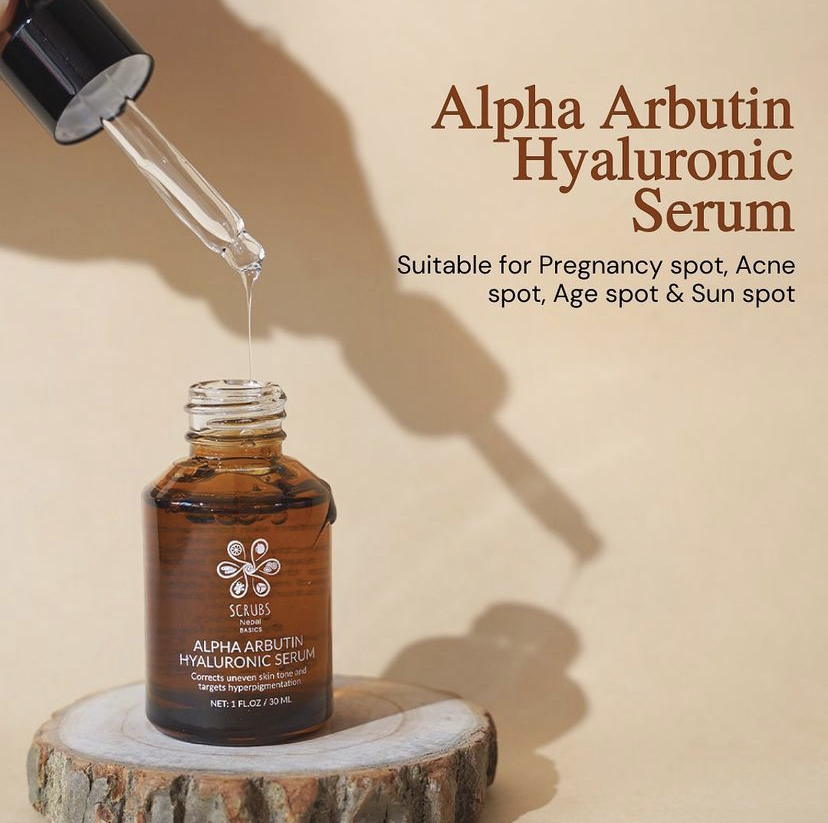 Alpha Arbutin
Hyaluronic
Serum
Suitable for Pregnancy spot, Acne
spot, Age spot & Sun spot
SCRUBS
Nepal
BASICS
ALPHA ARBUTIN
HYALURONIC SERUM
Corrects uneven skin tone and
targets hyperpigmentation
NET: 1 FL.OZ / 30 ML